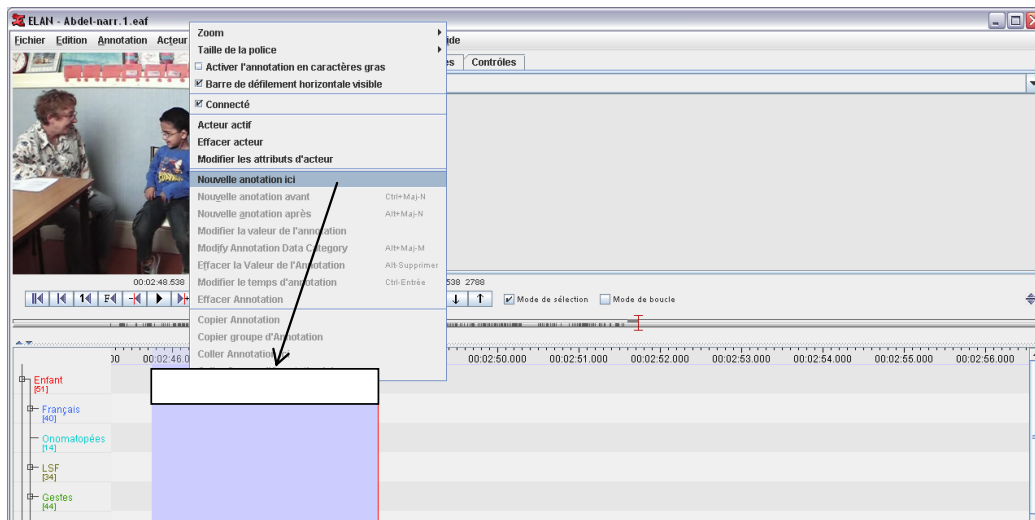 ELAN - Abdel-narr.1.eaf
Fichier Edition Annotation Acteur
Zoom
Taille de la police
Activer l'annotation en caractères gras
Barre de défilement horizontale visible
Connecté
Acteur actif
Effacer acteur
Modifier les attributs d'acteur
Nouvelle anotation ici
Nouvelle anotation avant Ctrl+Maj-N
Nouvelle anotation après Alt+Maj-N
Modifier la valeur de l'annotation
Modify Annotation Data Category Alt+Maj-M
Effacer la Valeur de l'Annotation Alt-Supprimer
Modifier le temps d'annotation Ctrl-Entrée
Effacer Annotation
Copier Annotation
Copier groupe d'Annotation
Coller Annotation
Contrôles
00:02:48.538
538 2788
Mode de sélection Mode de boucle
00:02:46.0 00:02:50.000 00:02:51.000 00:02:52.000 00:02:53.000 00:02:54.000 00:02:55.000 00:02:56.000
Enfant
[51]
Français
[40]
Onomatopées
[14]
LSF
[34]
Gestes
[44]